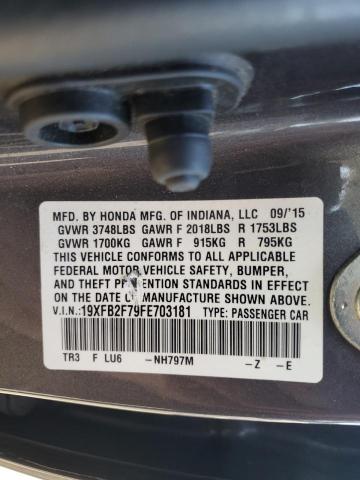 MFD. BY HONDA MFG. OF INDIANA, LLC 09/'15
GVWR 3748LBS GAWR F 2018LBS R 1753LBS
GVWR 1700KG GAWR F 915KG R 795KG
THIS VEHICLE CONFORMS TO ALL APPLICABLE
FEDERAL MOTOR VEHICLE SAFETY, BUMPER,
AND THEFT PREVENTION STANDARDS IN EFFECT
ON THE DATE OF MANUFACTURE SHOWN ABOVE.
V.I.N.:19XFB2F79FE703181 TYPE: PASSENGER CAR
TR3 F LU6 -NH797M -Z -E